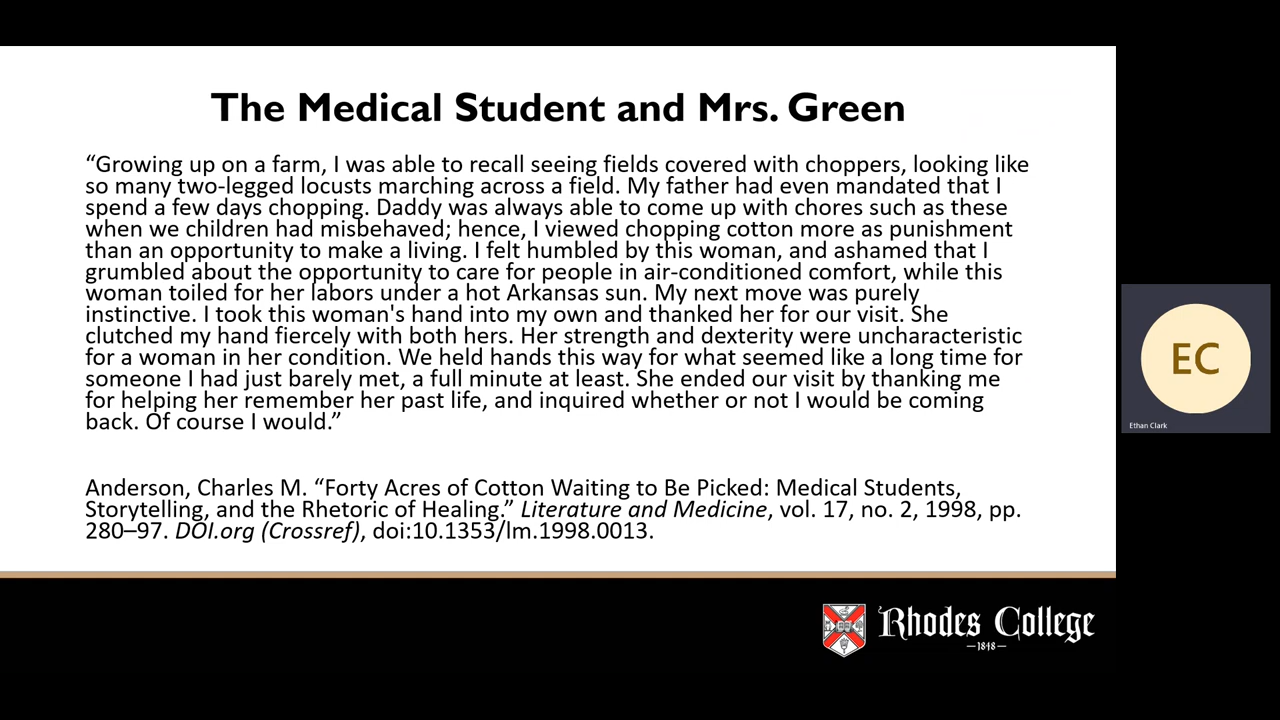 The Medical Student and Mrs. Green
“Growing up on a farm, I was able to recall seeing fields covered with choppers, looking like
so many two-legged locusts marching across a field. My father had even mandated that I
spend a few days chopping. Daddy was always able to come up with chores such as these
when we children had misbehaved; hence, I viewed chopping cotton more as punishment
than an opportunity to make a living. I felt humbled by this woman, and ashamed that I
grumbled about the opportunity to care for people in air-conditioned comfort, while this
woman toiled for her labors under a hot Arkansas sun. My next move was purely
instinctive. I took this woman's hand into my own and thanked her for our visit. She
clutched my hand fiercely with both hers. Her strength and dexterity were uncharacteristic
for a woman in her condition. We held hands this way for what seemed like a long time for
someone I had just barely met, a full minute at least. She ended our visit by thanking me
for helping her remember her past life, and inquired whether or not I would be coming
back. Of course I would.”
Anderson, Charles M. “Forty Acres of Cotton Waiting to Be Picked: Medical Students,
Storytelling, and the Rhetoric of Healing.” Literature and Medicine, vol. 17, no. 2, 1998, pp.
280–97. DOI.org (Crossref), doi:10.1353/lm.1998.0013.
EC
Ethan Clark
Rhodes College
—1848—